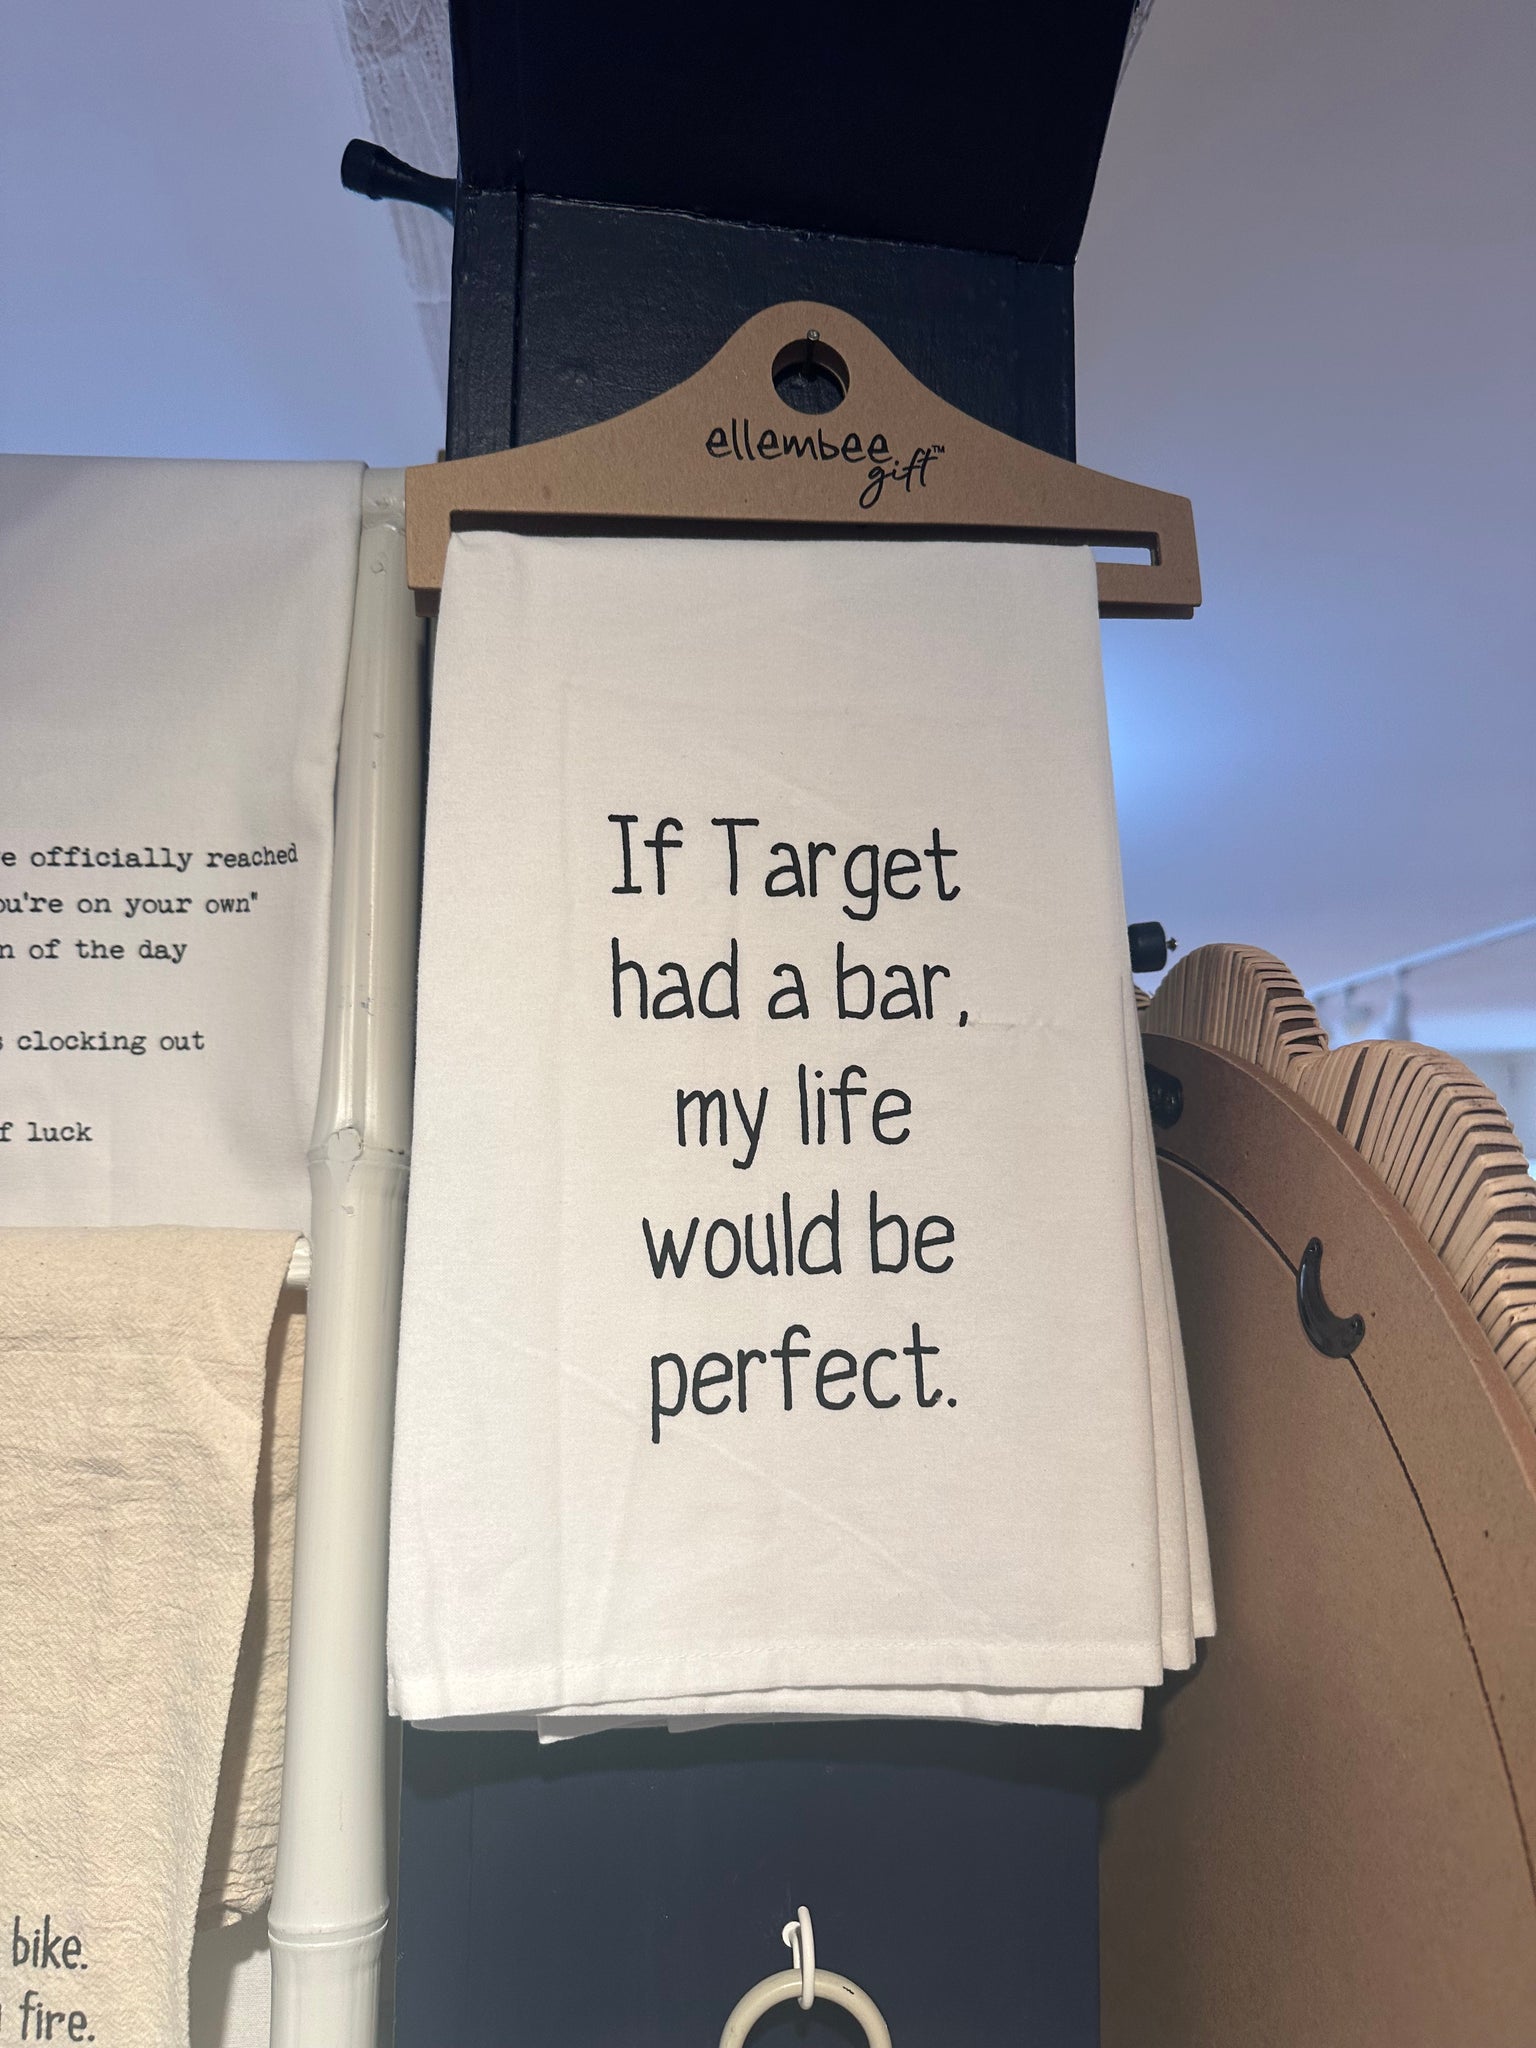 ellembee
gift™
If Target
had a bar,
my life
would be
perfect.
officially reached
you're on your own"
of the day
clocking out
luck
bike.
fire.